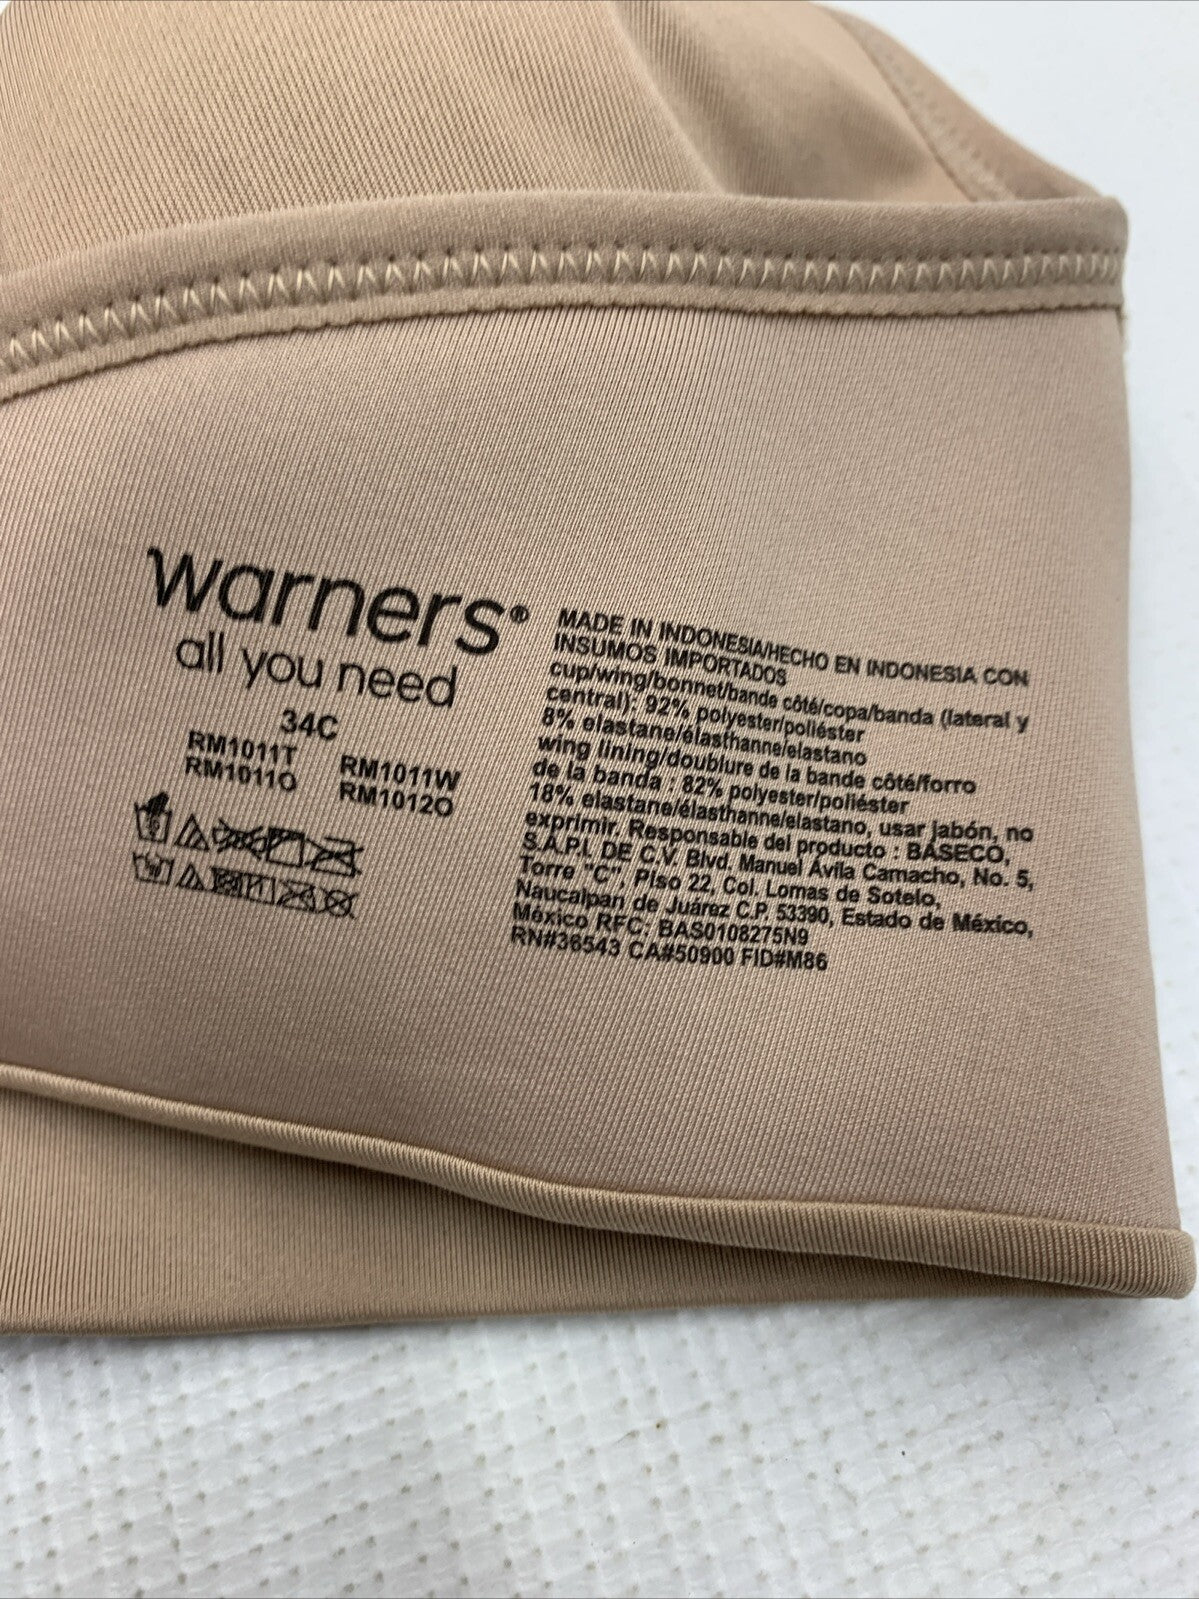 warners®
all you need
34C
RM1011T RM1011W
RM1011O RM1012O
MADE IN INDONESIA/HECHO EN INDONESIA CON
INSUMOS IMPORTADOS
cup/wing/bonnet/bande côté/copa/banda (lateral y
central): 92% polyester/poliéster
8% elastane/élasthanne/elastano
wing lining/doublure de la bande côté/forro
de la banda : 82% polyester/poliéster
18% elastane/élasthanne/elastano, usar jabón, no
exprimir. Responsable del producto : BASECO,
S.A.P.I. DE C.V. Blvd. Manuel Ávila Camacho, No. 5,
Torre "C", Piso 22, Col. Lomas de Sotelo,
Naucalpan de Juárez C.P. 53390, Estado de México,
México RFC: BAS0108275N9
RN#36543 CA#50900 FID#M86